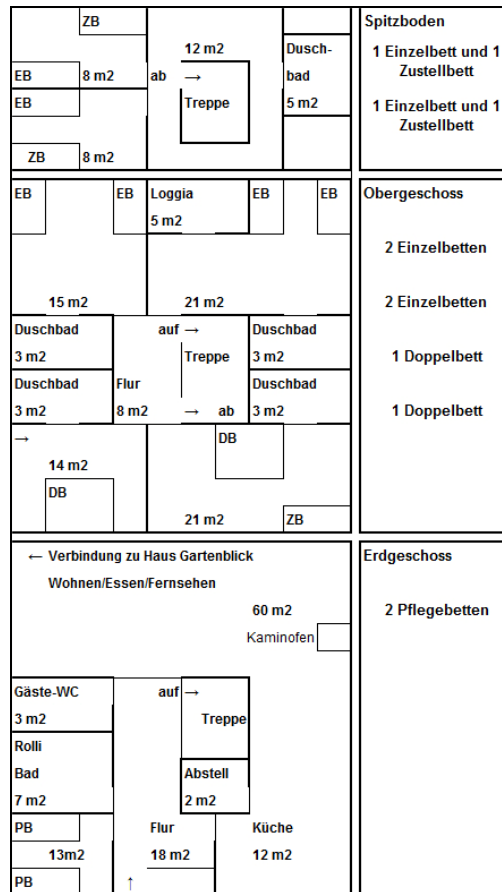 ZB
12 m2
Dusch-
EB
8 m2
ab
→
bad
EB
Treppe
5 m2
ZB
8 m2
Spitzboden
1 Einzelbett und 1
Zustellbett
1 Einzelbett und 1
Zustellbett
EB
EB
Loggia
EB
EB
5 m2
15 m2
21 m2
Duschbad
auf →
Duschbad
3 m2
Treppe
3 m2
Duschbad
Flur
Duschbad
3 m2
8 m2
→ ab
3 m2
→
DB
14 m2
DB
21 m2
ZB
Obergeschoss
2 Einzelbetten
2 Einzelbetten
1 Doppelbett
1 Doppelbett
← Verbindung zu Haus Gartenblick
Wohnen/Essen/Fernsehen
60 m2
Kaminofen
Gäste-WC
auf →
3 m2
Treppe
Rolli
Bad
Abstell
7 m2
2 m2
PB
Flur
Küche
13m2
18 m2
12 m2
PB
↑
Erdgeschoss
2 Pflegebetten